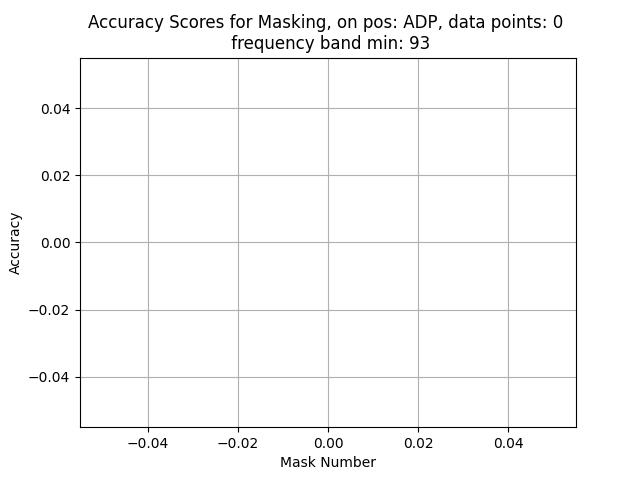 Accuracy Scores for Masking, on pos: ADP, data points: 0
frequency band min: 93
0.04
0.02
0.00
−0.02
−0.04
Accuracy
−0.04
−0.02
0.00
0.02
0.04
Mask Number